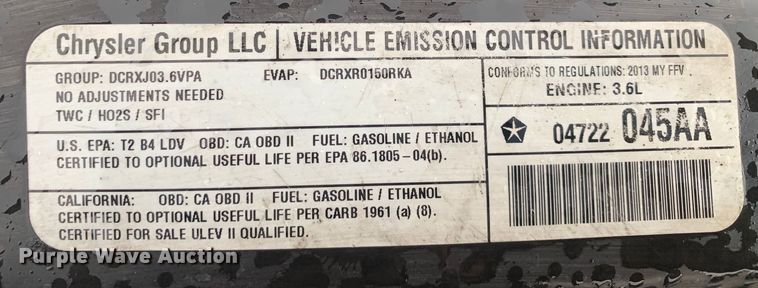 Chrysler Group LLC | VEHICLE EMISSION CONTROL INFORMATION
GROUP: DCRXJ03.6VPA EVAP: DCRXR0150RKA
NO ADJUSTMENTS NEEDED
TWC / HO2S / SFI
CONFORMS TO REGULATIONS: 2013 MY FFV
ENGINE: 3.6L
04722 045AA
U.S. EPA: T2 B4 LDV OBD: CA OBD II FUEL: GASOLINE / ETHANOL
CERTIFIED TO OPTIONAL USEFUL LIFE PER EPA 86.1805-04(b).
CALIFORNIA: OBD: CA OBD II FUEL: GASOLINE / ETHANOL
CERTIFIED TO OPTIONAL USEFUL LIFE PER CARB 1961 (a) (8).
CERTIFIED FOR SALE ULEV II QUALIFIED.
Purple Wave Auction